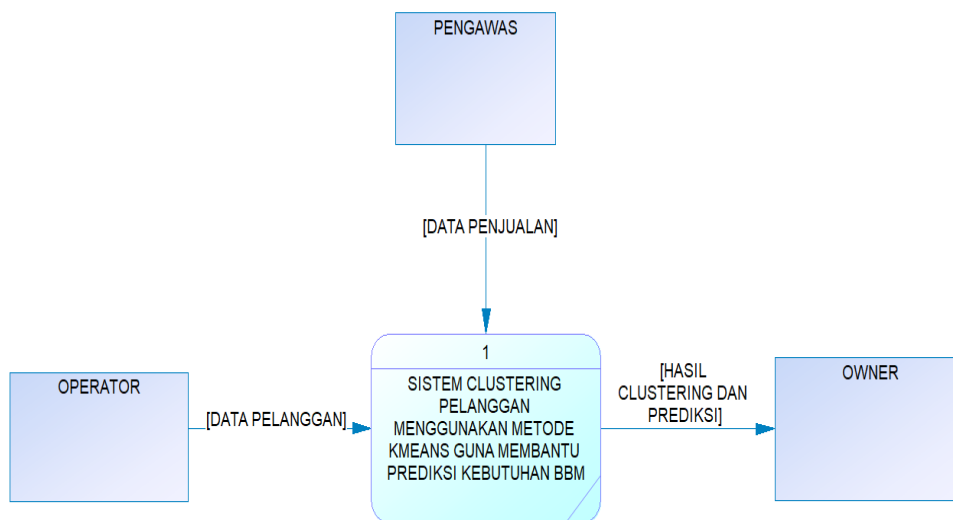 PENGAWAS
[DATA PENJUALAN]
OPERATOR
[DATA PELANGGAN]
1
SISTEM CLUSTERING
PELANGGAN
MENGGUNAKAN METODE
KMEANS GUNA MEMBANTU
PREDIKSI KEBUTUHAN BBM
[HASIL
CLUSTERING DAN
PREDIKSI]
OWNER